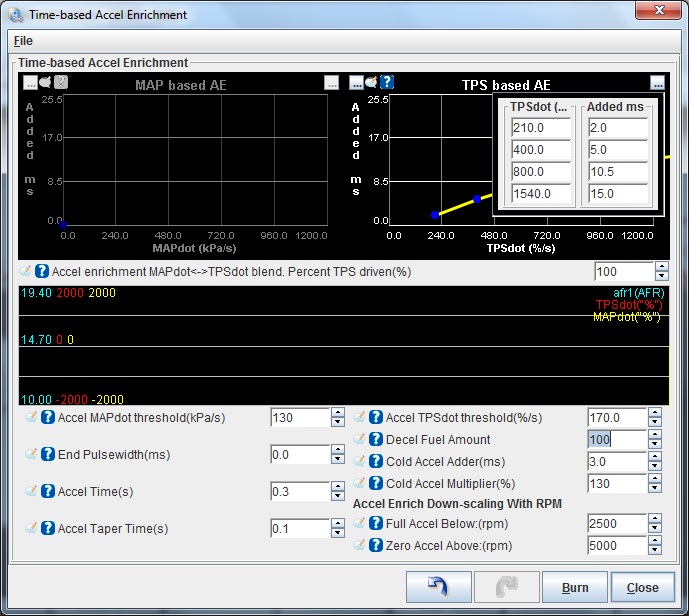 Time-based Accel Enrichment
File
Time-based Accel Enrichment
... MAP based AE ...
Added ms
25.5
17.0
8.5
0.0
0.0 240.0 480.0 720.0 960.0 1200.0
MAPdot (kPa/s)
... TPS based AE ...
Added ms
25.5
17.0
8.5
0.0
0.0 240.0 480.0 720.0 960.0 1200.0
TPSdot (%/s)
TPSdot (... Added ms
210.0 2.0
400.0 5.0
800.0 10.5
1540.0 15.0
Accel enrichment MAPdot<->TPSdot blend. Percent TPS driven(%) 100
19.40 2000 2000 afr1(AFR)
TPSdot("%")
MAPdot("%")
14.70 0 0
10.00 -2000 -2000
Accel MAPdot threshold(kPa/s) 130
End Pulsewidth(ms) 0.0
Accel Time(s) 0.3
Accel Taper Time(s) 0.1
Accel TPSdot threshold(%/s) 170.0
Decel Fuel Amount 100
Cold Accel Adder(ms) 3.0
Cold Accel Multiplier(%) 130
Accel Enrich Down-scaling With RPM
Full Accel Below:(rpm) 2500
Zero Accel Above:(rpm) 5000
Burn Close